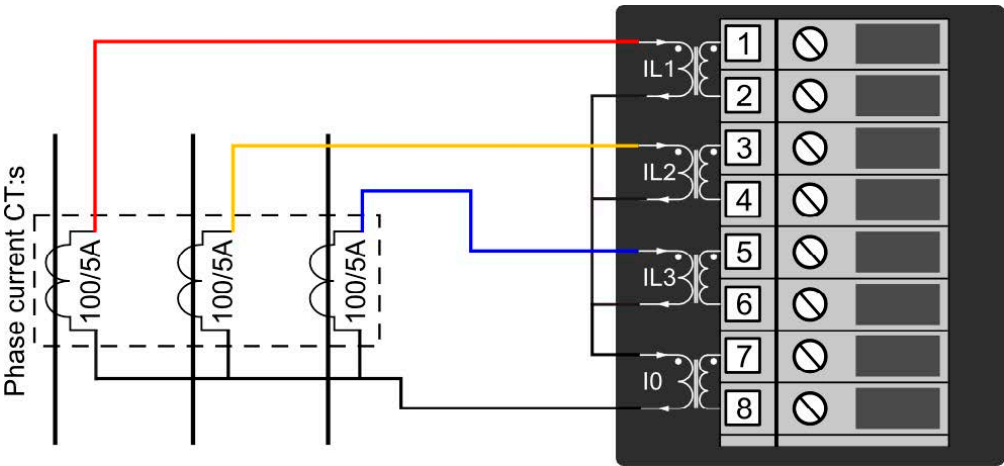 Phase current CT:s
100/5A
100/5A
100/5A
IL1
IL2
IL3
I0
1
2
3
4
5
6
7
8